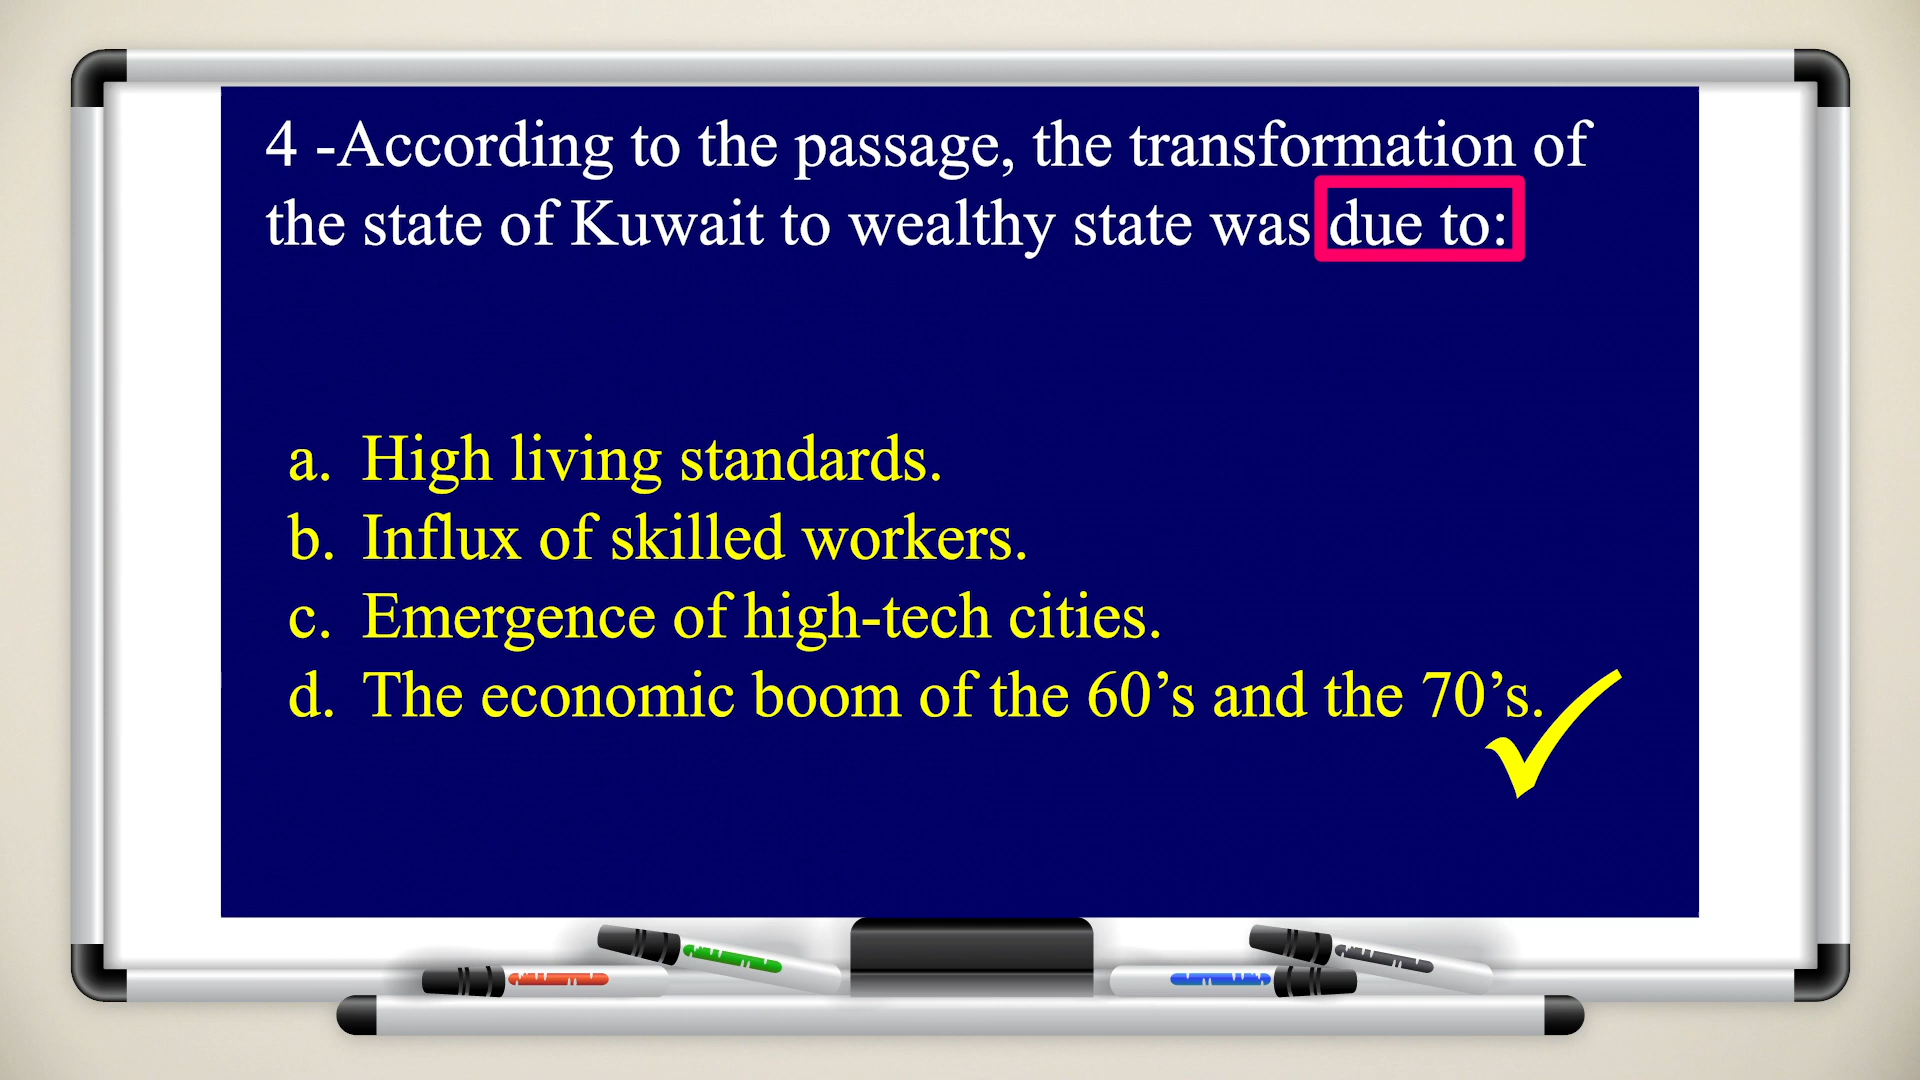 4 -According to the passage, the transformation of
the state of Kuwait to wealthy state was due to:
a. High living standards.
b. Influx of skilled workers.
c. Emergence of high-tech cities.
d. The economic boom of the 60’s and the 70’s.